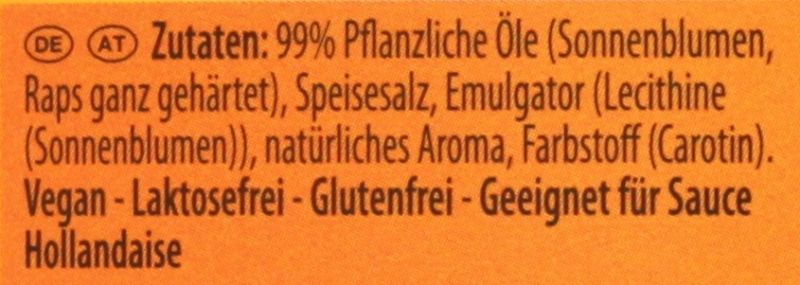 DE AT Zutaten: 99% Pflanzliche Öle (Sonnenblumen,
Raps ganz gehärtet), Speisesalz, Emulgator (Lecithine
(Sonnenblumen)), natürliches Aroma, Farbstoff (Carotin).
Vegan - Laktosefrei - Glutenfrei - Geeignet für Sauce
Hollandaise